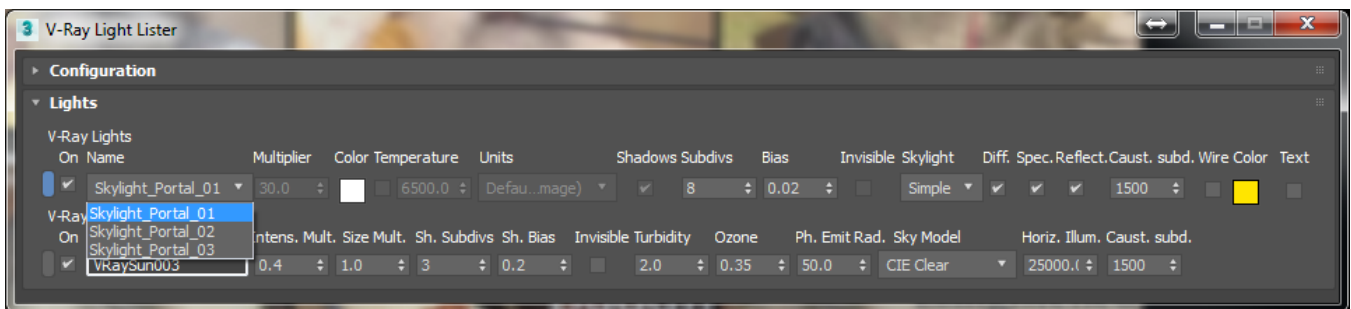 3 V-Ray Light Lister
Configuration
Lights
V-Ray Lights
On Name Multiplier Color Temperature Units Shadows Subdivs Bias Invisible Skylight Diff. Spec. Reflect. Caust. subd. Wire Color Text
Skylight_Portal_01 30.0 6500.0 Defau...mage) 8 0.02 Simple 1500
Skylight_Portal_01
V-Ray
Skylight_Portal_02
On Intens. Mult. Size Mult. Sh. Subdivs Sh. Bias Invisible Turbidity Ozone Ph. Emit Rad. Sky Model Horiz. Illum. Caust. subd.
Skylight_Portal_03
VRaySun003 0.4 1.0 3 0.2 2.0 0.35 50.0 CIE Clear 25000.( 1500